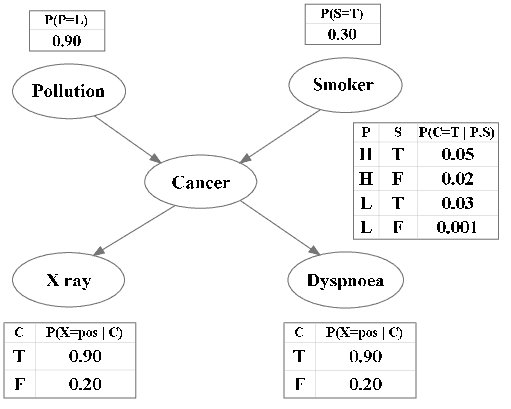 P(P=L)
0.90
P(S=T)
0.30
Pollution
Smoker
P S P(C=T | P,S)
H T 0.05
H F 0.02
L T 0.03
L F 0.001
Cancer
X ray
Dyspnoea
C P(X=pos | C)
T 0.90
F 0.20
C P(X=pos | C)
T 0.90
F 0.20